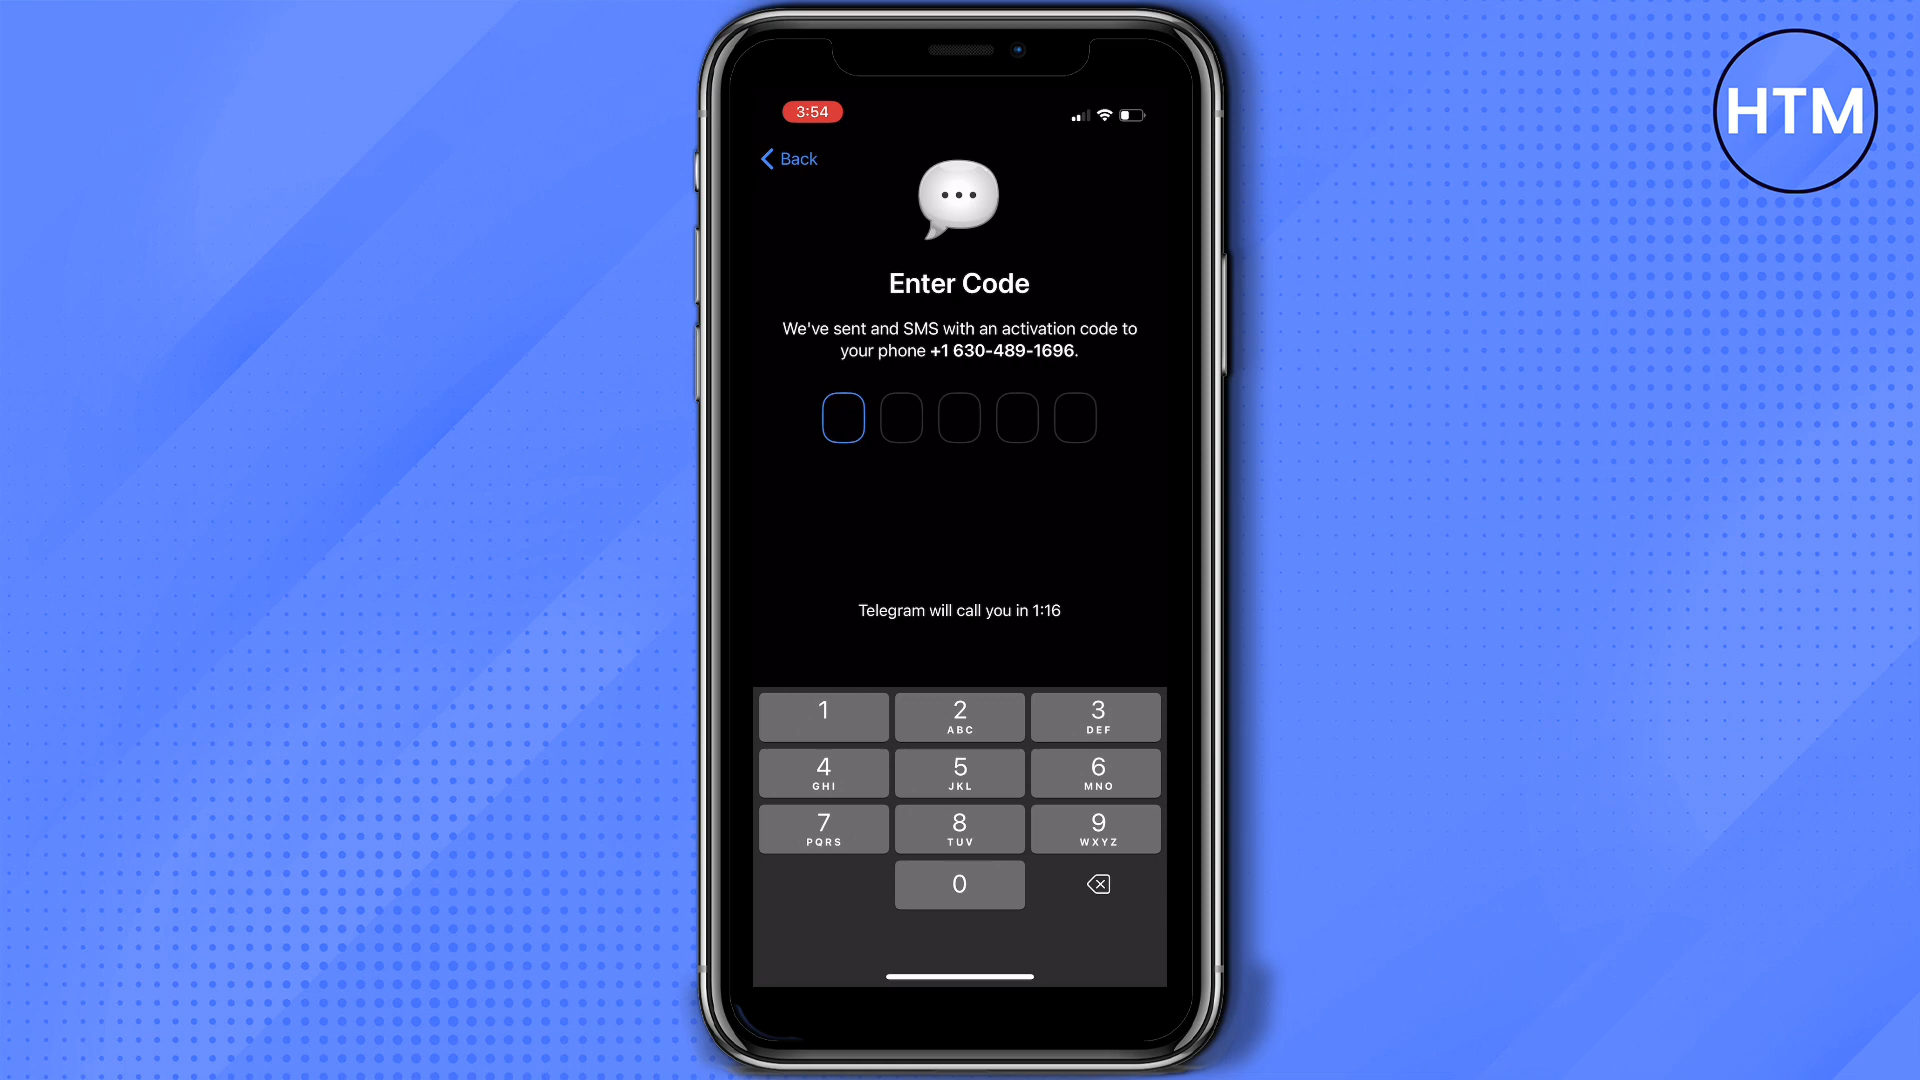 HTM
3:54
Back
Enter Code
We've sent and SMS with an activation code to
your phone +1 630-489-1696.
Telegram will call you in 1:16
1
2
ABC
3
DEF
4
GHI
5
JKL
6
MNO
7
PQRS
8
TUV
9
WXYZ
0